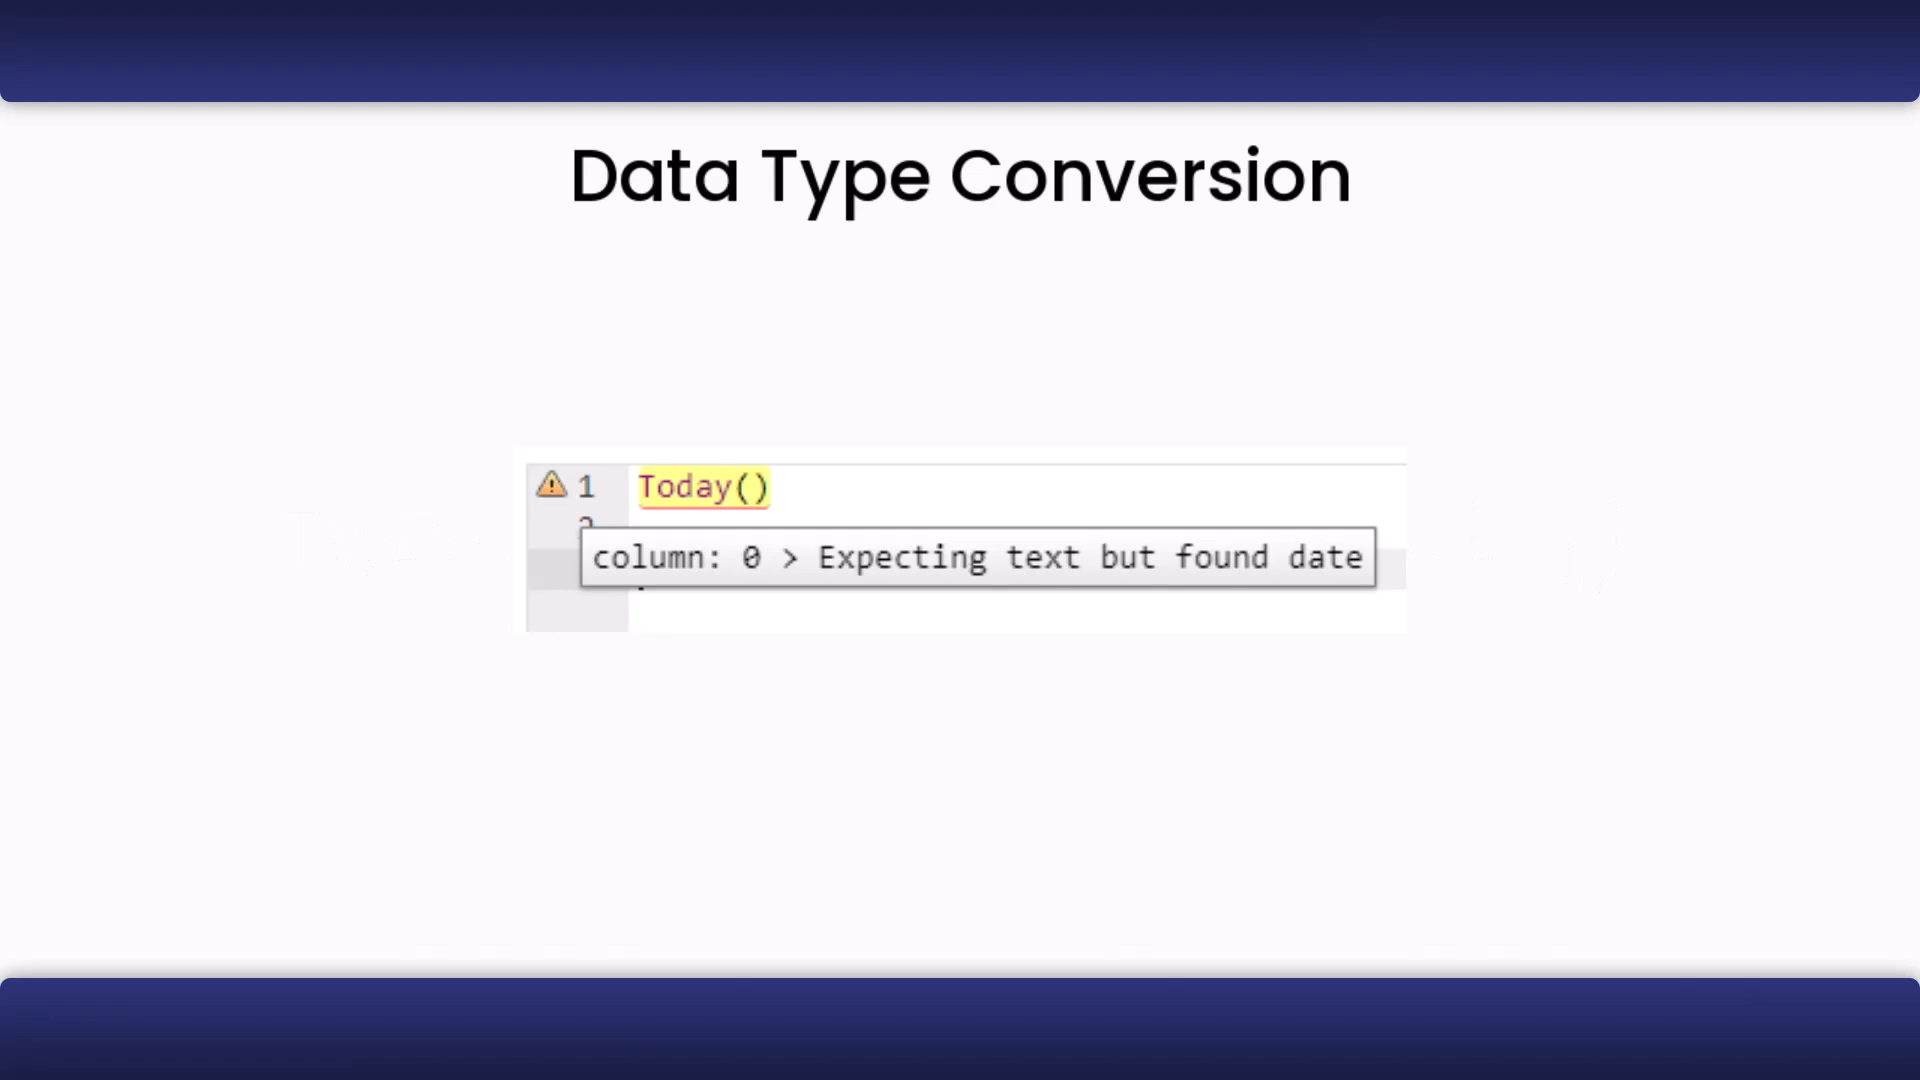 Data Type Conversion
1 Today()
column: 0 > Expecting text but found date